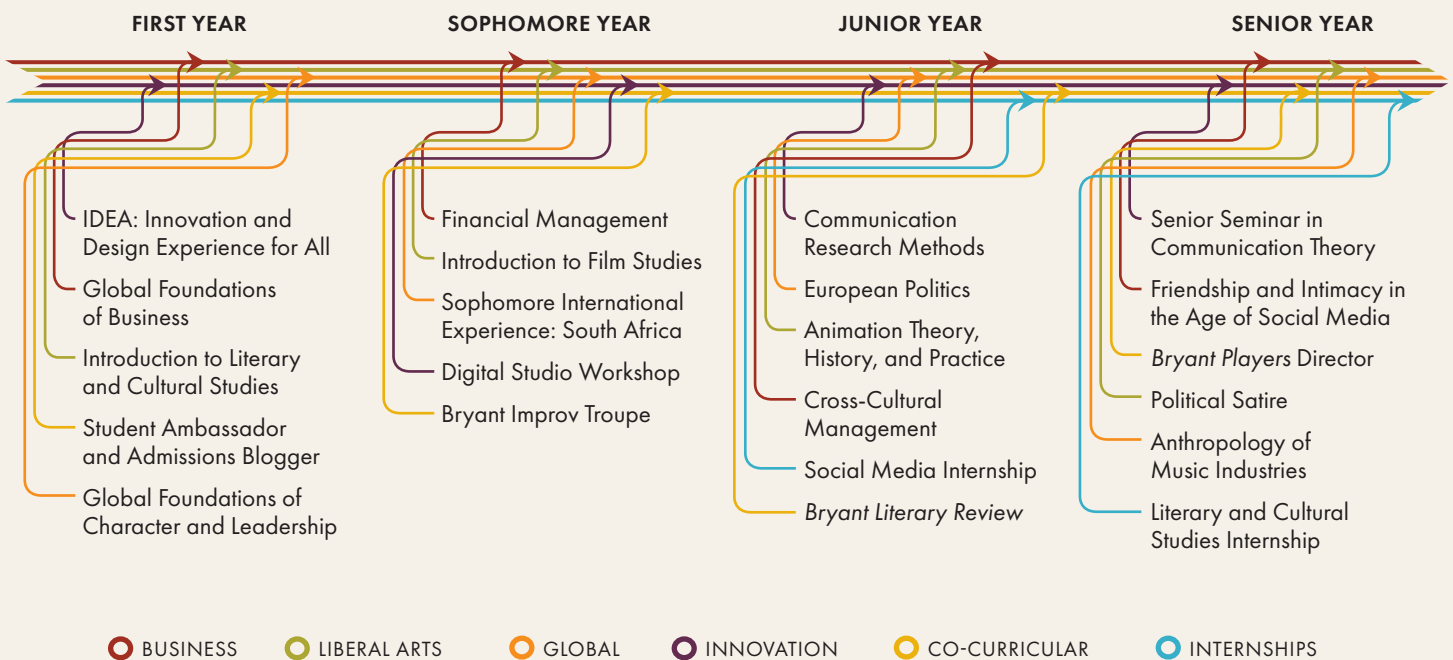 FIRST YEAR
SOPHOMORE YEAR
JUNIOR YEAR
SENIOR YEAR
IDEA: Innovation and
Design Experience for All
Global Foundations
of Business
Introduction to Literary
and Cultural Studies
Student Ambassador
and Admissions Blogger
Global Foundations of
Character and Leadership
Financial Management
Introduction to Film Studies
Sophomore International
Experience: South Africa
Digital Studio Workshop
Bryant Improv Troupe
Communication
Research Methods
European Politics
Animation Theory,
History, and Practice
Cross-Cultural
Management
Social Media Internship
Bryant Literary Review
Senior Seminar in
Communication Theory
Friendship and Intimacy in
the Age of Social Media
Bryant Players Director
Political Satire
Anthropology of
Music Industries
Literary and Cultural
Studies Internship
BUSINESS
LIBERAL ARTS
GLOBAL
INNOVATION
CO-CURRICULAR
INTERNSHIPS